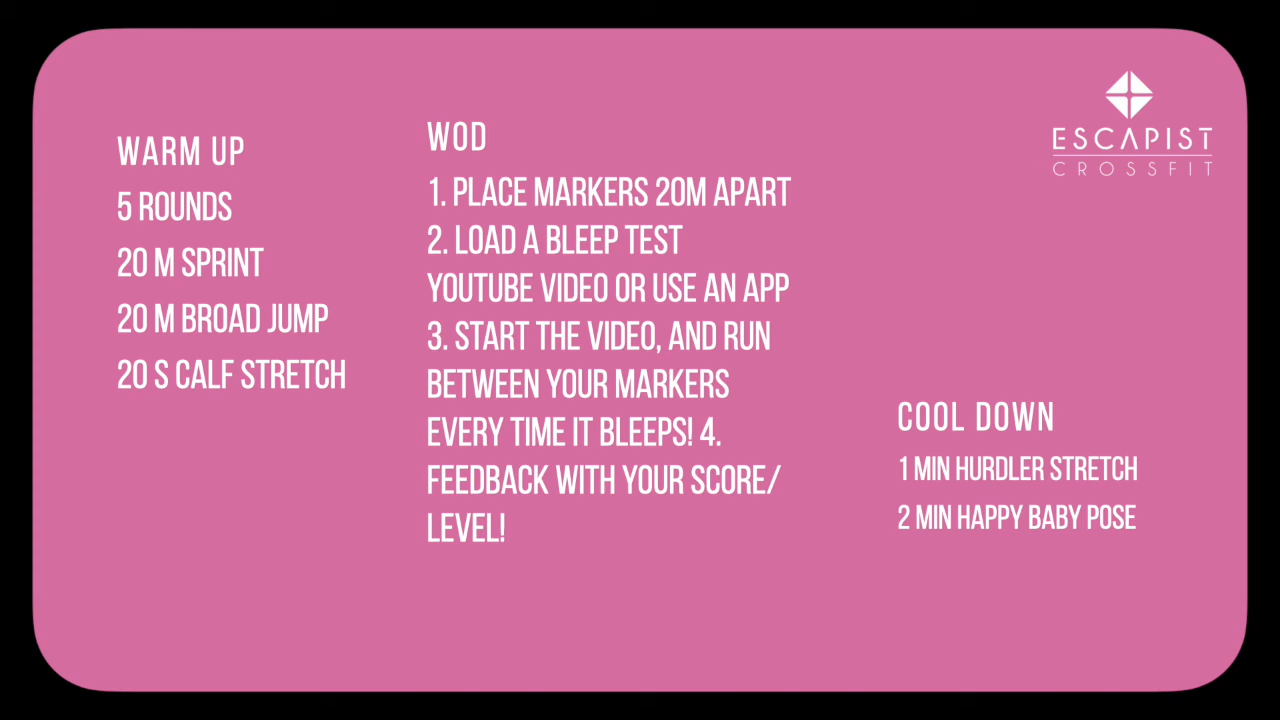 WARM UP
5 ROUNDS
20 M SPRINT
20 M BROAD JUMP
20 S CALF STRETCH
WOD
1. PLACE MARKERS 20M APART
2. LOAD A BLEEP TEST
YOUTUBE VIDEO OR USE AN APP
3. START THE VIDEO, AND RUN
BETWEEN YOUR MARKERS
EVERY TIME IT BLEEPS! 4.
FEEDBACK WITH YOUR SCORE/
LEVEL!
ESCAPIST
CROSSFIT
COOL DOWN
1 MIN HURDLER STRETCH
2 MIN HAPPY BABY POSE